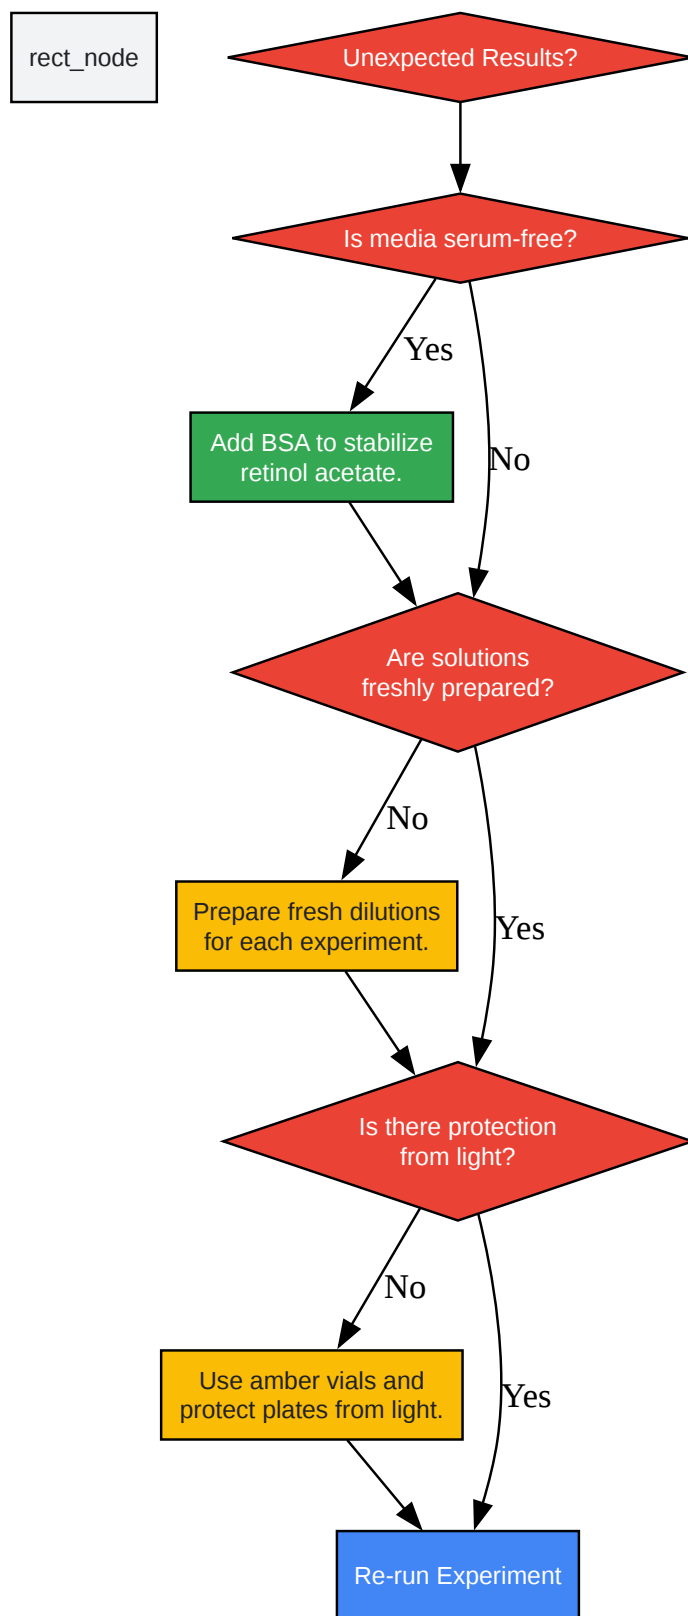 rect_node
Unexpected Results?
Is media serum-free?
Yes
Add BSA to stabilize
retinol acetate.
No
Are solutions
freshly prepared?
No
Prepare fresh dilutions
for each experiment.
Yes
Is there protection
from light?
No
Use amber vials and
protect plates from light.
Yes
Re-run Experiment